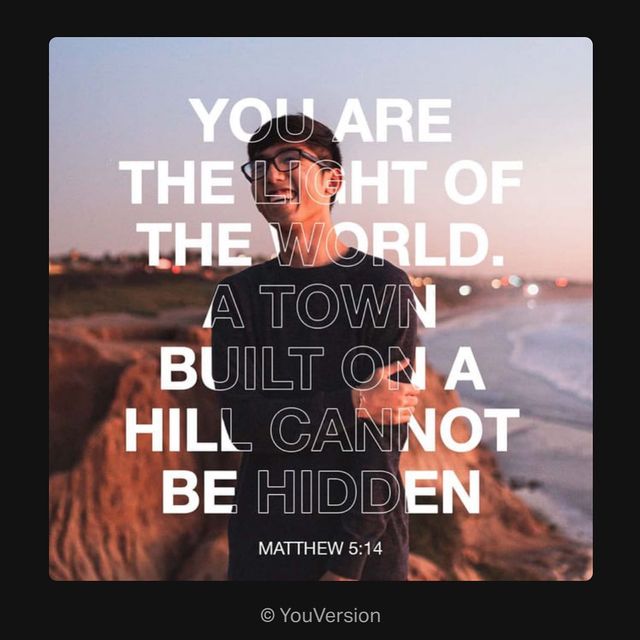 YOU ARE
THE LIGHT OF
THE WORLD.
A TOWN
BUILT ON A
HILL CANNOT
BE HIDDEN
MATTHEW 5:14
© YouVersion